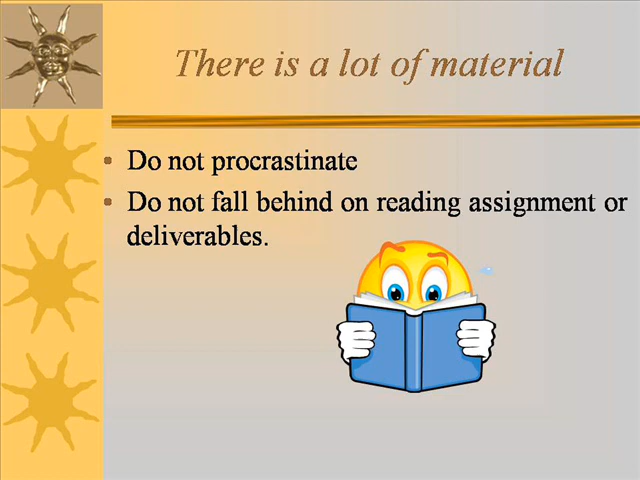 There is a lot of material
• Do not procrastinate
• Do not fall behind on reading assignment or
deliverables.